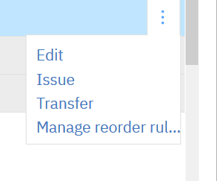 Edit
Issue
Transfer
Manage reorder rul...